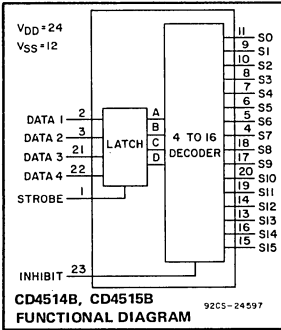 VDD=24
VSS=12
DATA 1 2
DATA 2 3
DATA 3 21
DATA 4 22
STROBE 1
INHIBIT 23
LATCH
A
B
C
D
4 TO 16
DECODER
11 S0
9 S1
10 S2
8 S3
7 S4
6 S5
5 S6
4 S7
18 S8
17 S9
20 S10
19 S11
14 S12
13 S13
16 S14
15 S15
CD4514B, CD4515B
FUNCTIONAL DIAGRAM
92CS-24597